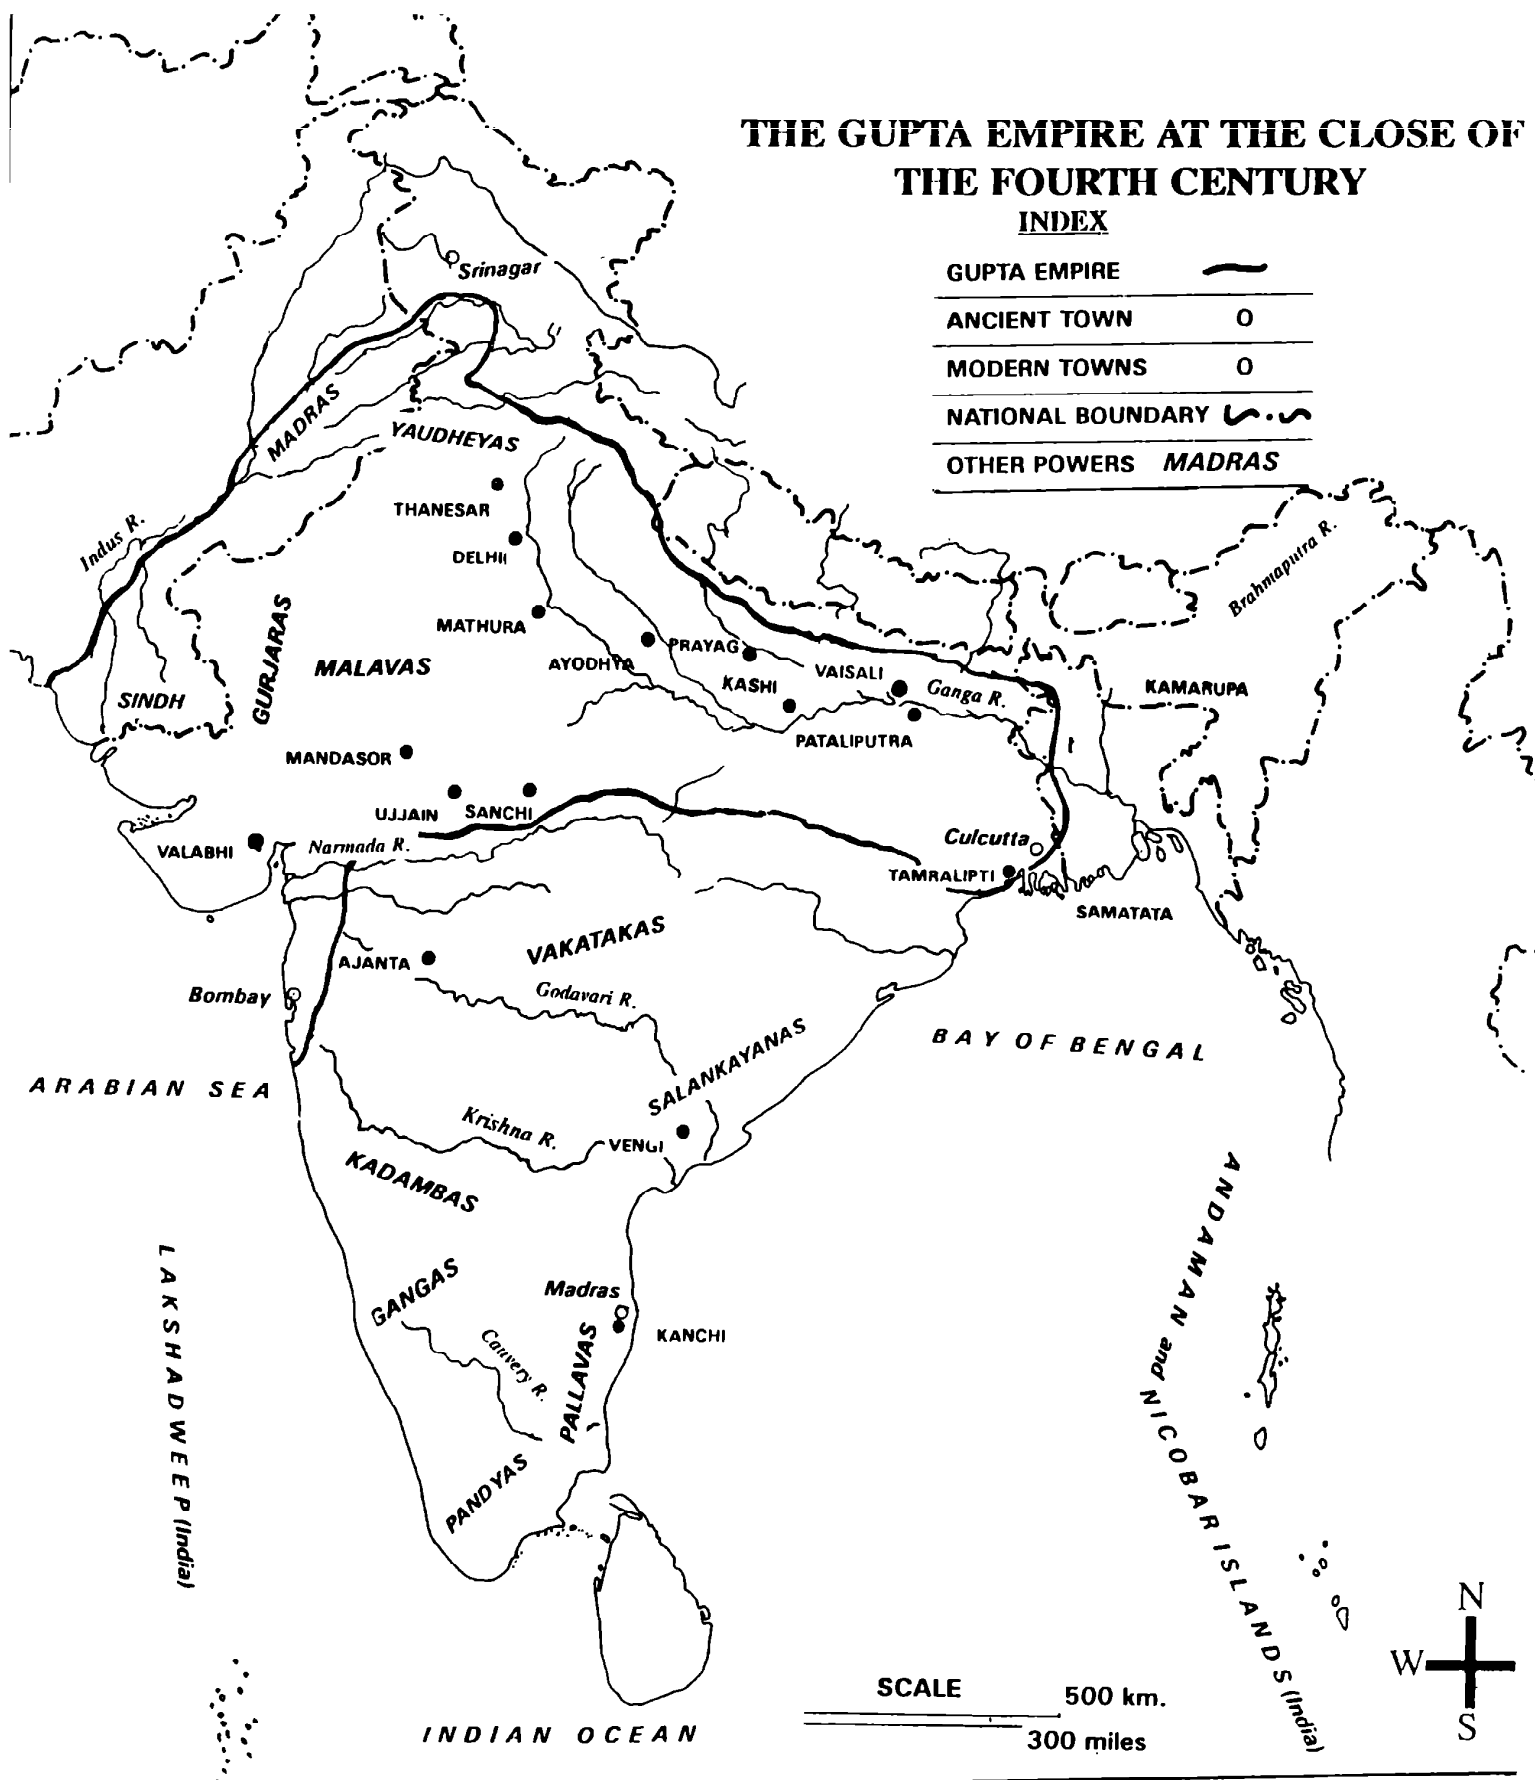 THE GUPTA EMPIRE AT THE CLOSE OF
THE FOURTH CENTURY
INDEX
GUPTA EMPIRE
ANCIENT TOWN
MODERN TOWNS
NATIONAL BOUNDARY
OTHER POWERS MADRAS
Srinagar
MADRAS
YAUDHEYAS
THANESAR
Indus R.
DELHI
Brahmaputra R.
MATHURA
GURJARAS
MALAVAS
AYODHYA
PRAYAG
VAISALI
KASHI
Ganga R.
KAMARUPA
SINDH
PATALIPUTRA
MANDASOR
UJJAIN
SANCHI
VALABHI
Narmada R.
Culcutta
TAMRALIPTI
SAMATATA
VAKATAKAS
AJANTA
Bombay
Godavari R.
BAY OF BENGAL
ARABIAN SEA
SALANKAYANAS
Krishna R.
VENGI
KADAMBAS
GANGAS
Madras
KANCHI
Cauvery R.
PALLAVAS
PANDYAS
LAKSHADWEEP (India)
ANDAMAN and NICOBAR ISLANDS (India)
INDIAN OCEAN
SCALE
500 km.
300 miles
N
W
S